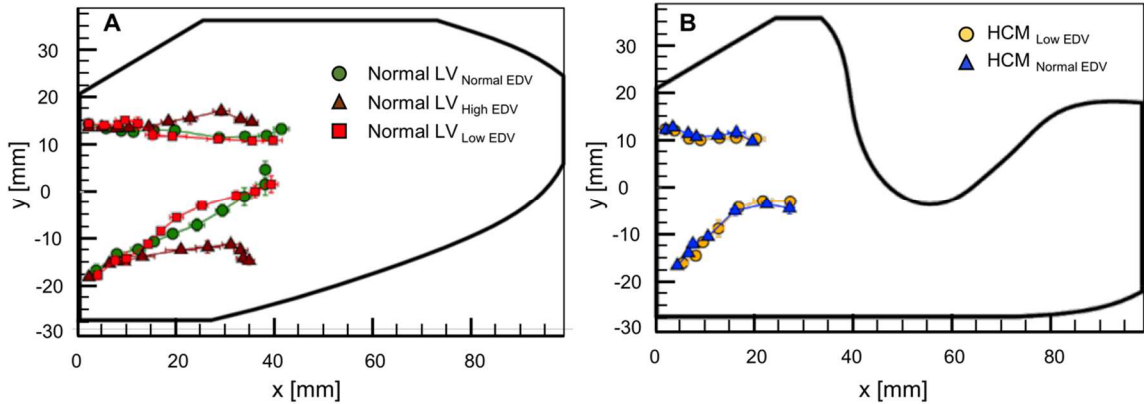 A
Normal LV Normal EDV
Normal LV High EDV
Normal LV Low EDV
y [mm]
30
20
10
0
-10
-20
-30
0
20
40
60
80
x [mm]
B
HCM Low EDV
HCM Normal EDV
y [mm]
30
20
10
0
-10
-20
-30
0
20
40
60
80
x [mm]